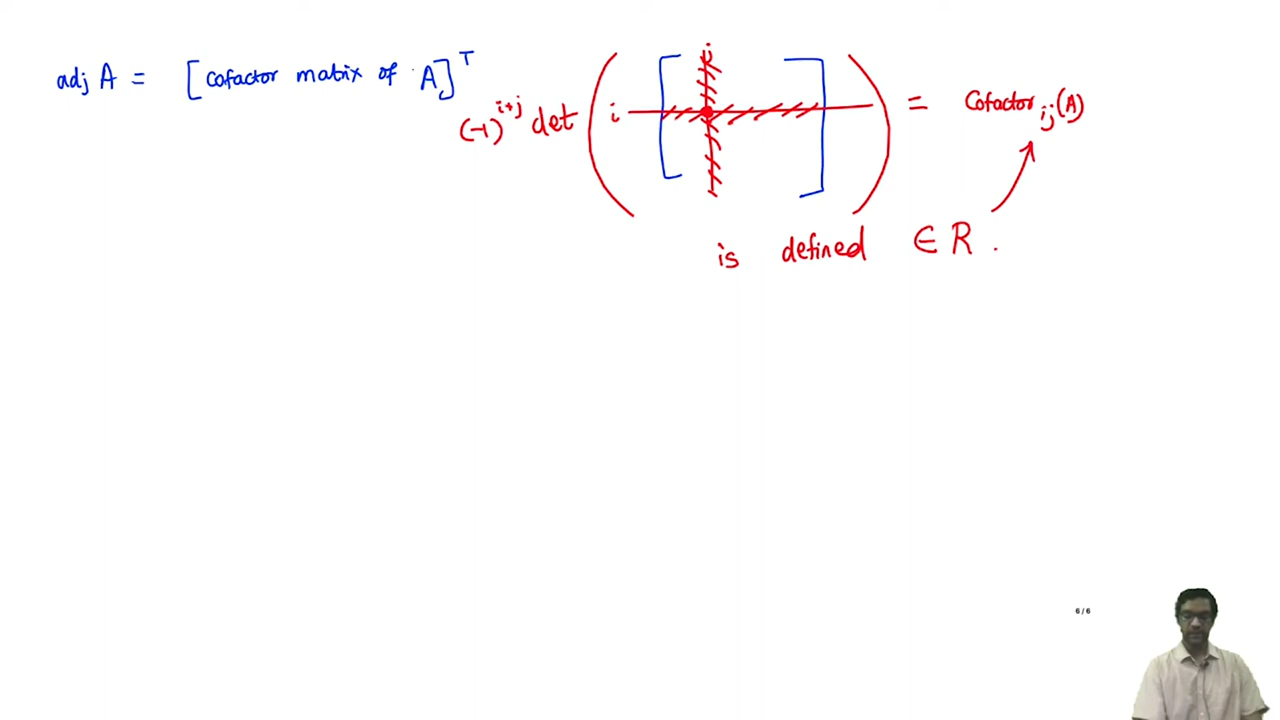 adj A = [Cofactor matrix of A]^T
(-1)^{i+j} det ( i [ j ] ) = Cofactor_{ij}(A)
is defined ∈ R .
6 / 6